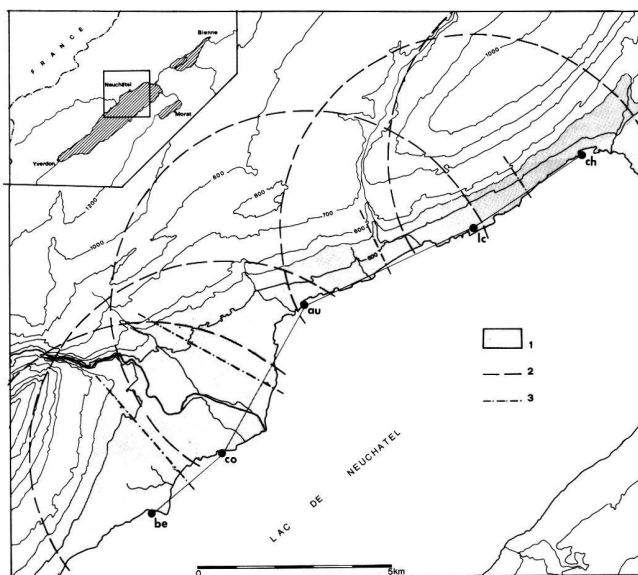 FRANCE
Bienne
Neuchâtel
Morat
Yverdon
1000
1200
1000
800
800
700
600
500
ch
lc
au
co
be
1
2
3
LAC DE NEUCHATEL
0
5km